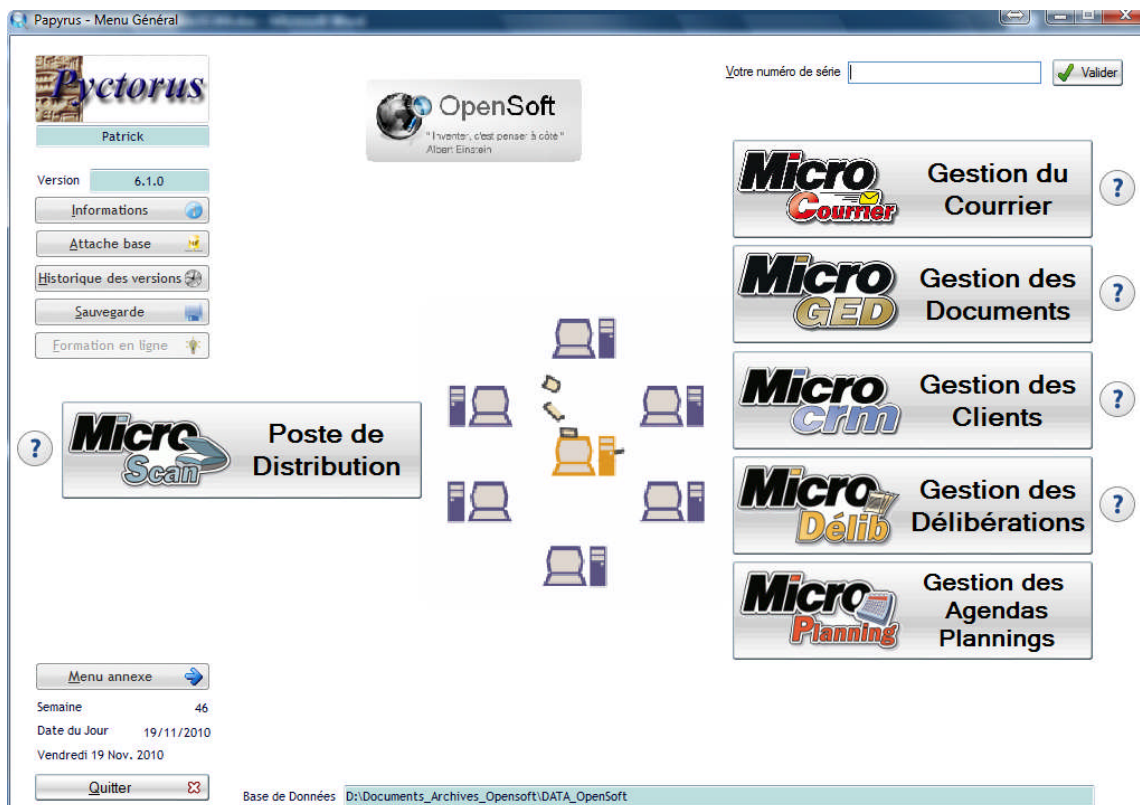 Papyrus - Menu Général
Pyctorus
Patrick
Version 6.1.0
Informations
Attache base
Historique des versions
Sauvegarde
Formation en ligne
OpenSoft
" Inventer, c'est penser à côté "
Albert Einstein
Votre numéro de série
Valider
Micro Courrier
Gestion du
Courrier
?
Micro GED
Gestion des
Documents
?
Micro crm
Gestion des
Clients
?
Micro Délib
Gestion des
Délibérations
?
Micro Planning
Gestion des
Agendas
Plannings
?
Micro Scan
Poste de
Distribution
Menu annexe
Semaine 46
Date du Jour 19/11/2010
Vendredi 19 Nov. 2010
Quitter
Base de Données D:\Documents_Archives_Opensoft\DATA_OpenSoft